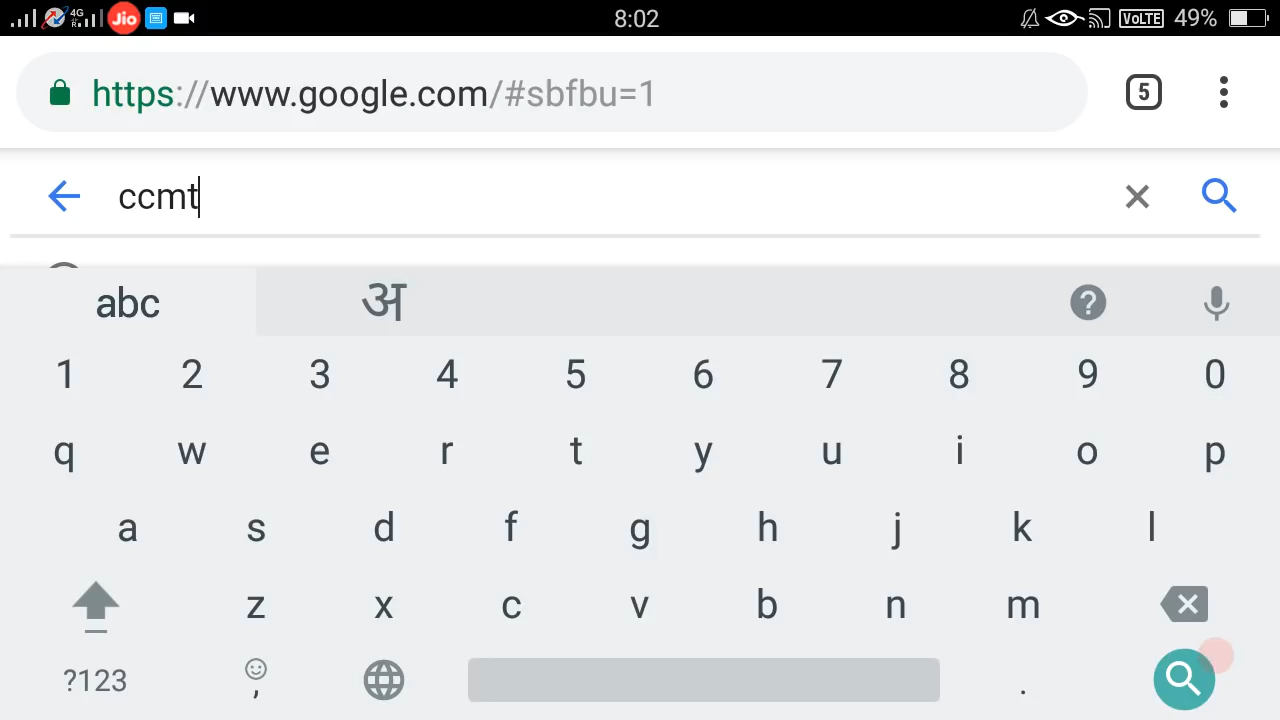 4G R Jio 8:02 VoLTE 49%
https://www.google.com/#sbfbu=1 5
ccmt
abc अ ?
1 2 3 4 5 6 7 8 9 0
q w e r t y u i o p
a s d f g h j k l
z x c v b n m
?123 , .